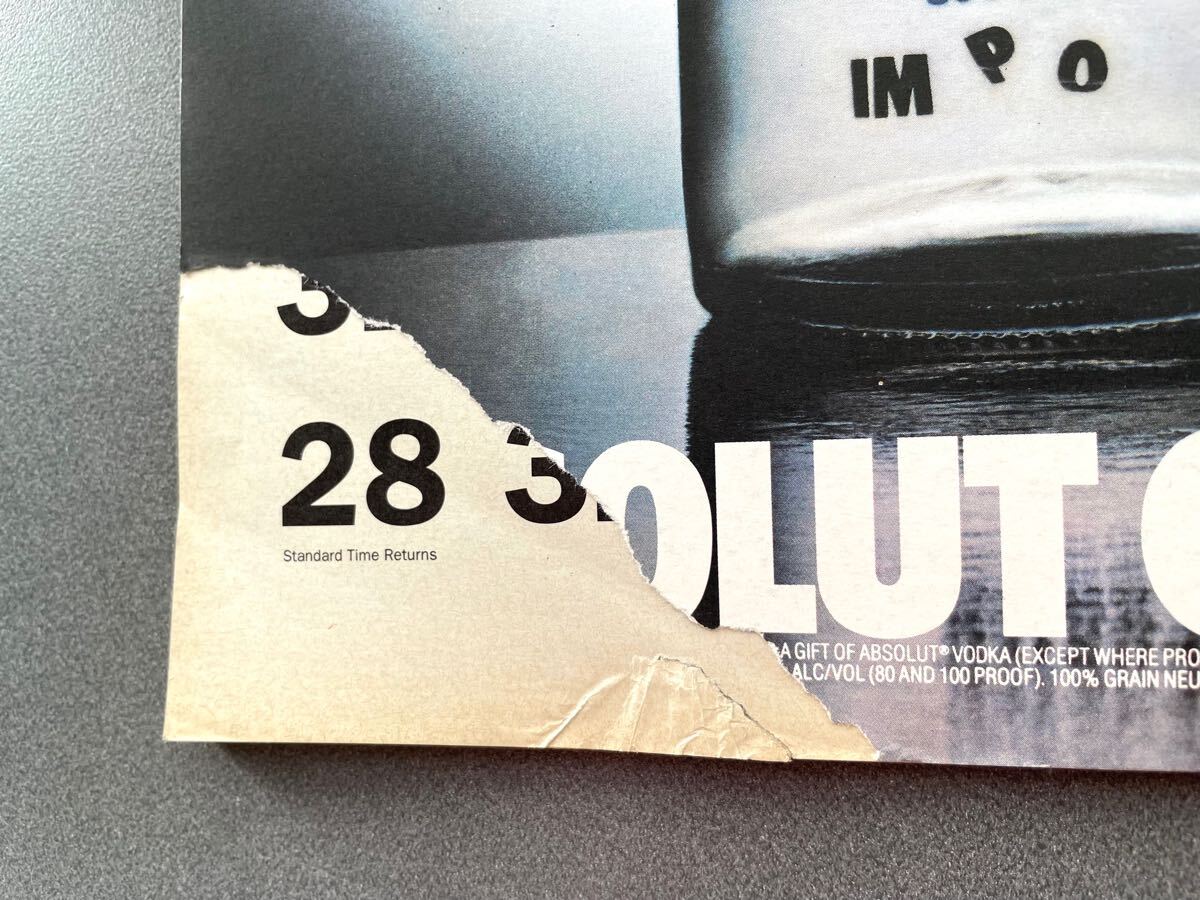 IM P O
28
Standard Time Returns
OLUT
A GIFT OF ABSOLUT® VODKA (EXCEPT WHERE PRO
ALC/VOL (80 AND 100 PROOF). 100% GRAIN NEU